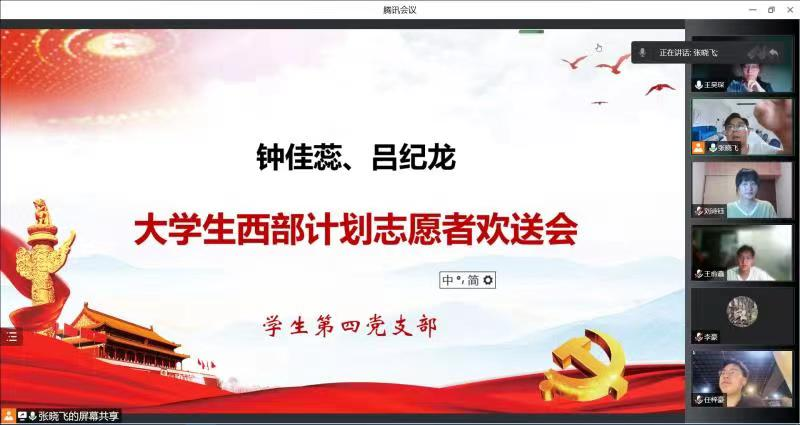 腾讯会议
正在讲话: 张晓飞;
钟佳蕊、吕纪龙
大学生西部计划志愿者欢送会
中 °, 简
学生第四党支部
张晓飞的屏幕共享
王昊琛
张晓飞
刘诗钰
王俞鑫
李豪
任梓豪